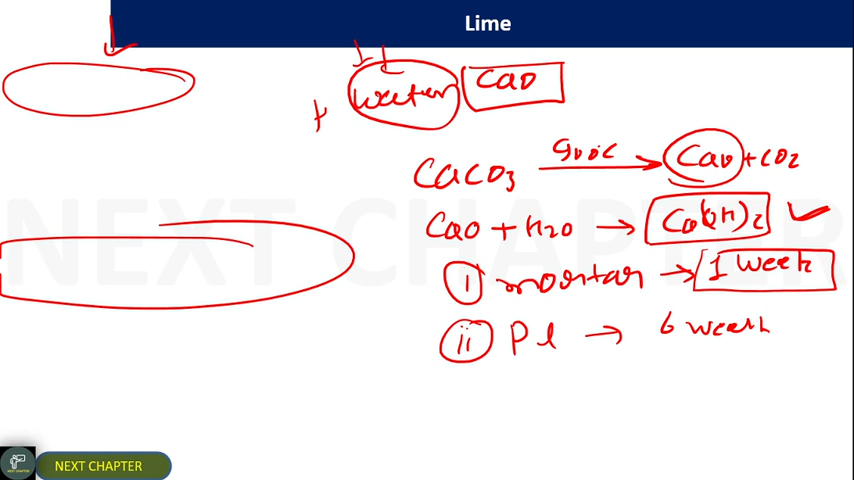 Lime
+ water CaO
CaCO3 900°C → CaO + CO2
CaO + H2O → Ca(OH)2 ✓
(i) mortar → 1 week
(ii) Pl → 6 week
NEXT CHAPTER
NEXT CHAPTER